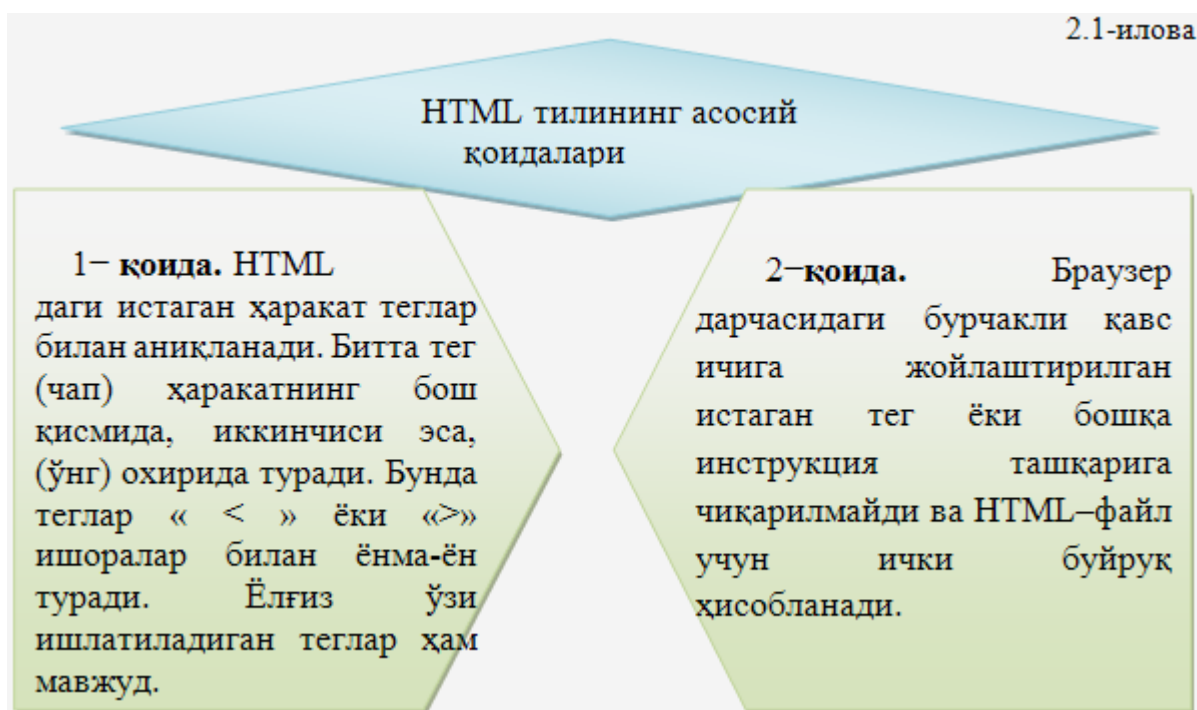 2.1-илова
HTML тилининг асосий
қоидалари
1− қоида. HTML
даги истаган ҳаракат теглар
билан аниқланади. Битта тег
(чап) ҳаракатнинг бош
қисмида, иккинчиси эса,
(ўнг) охирида туради. Бунда
теглар « < » ёки «>»
ишоралар билан ёнма-ён
туради. Ёлғиз ўзи
ишлатиладиган теглар ҳам
мавжуд.
2−қоида. Браузер
дарчасидаги бурчакли қавс
ичига жойлаштирилган
истаган тег ёки бошқа
инструкция ташқарига
чиқарилмайди ва HTML–файл
учун ички буйруқ
ҳисобланади.